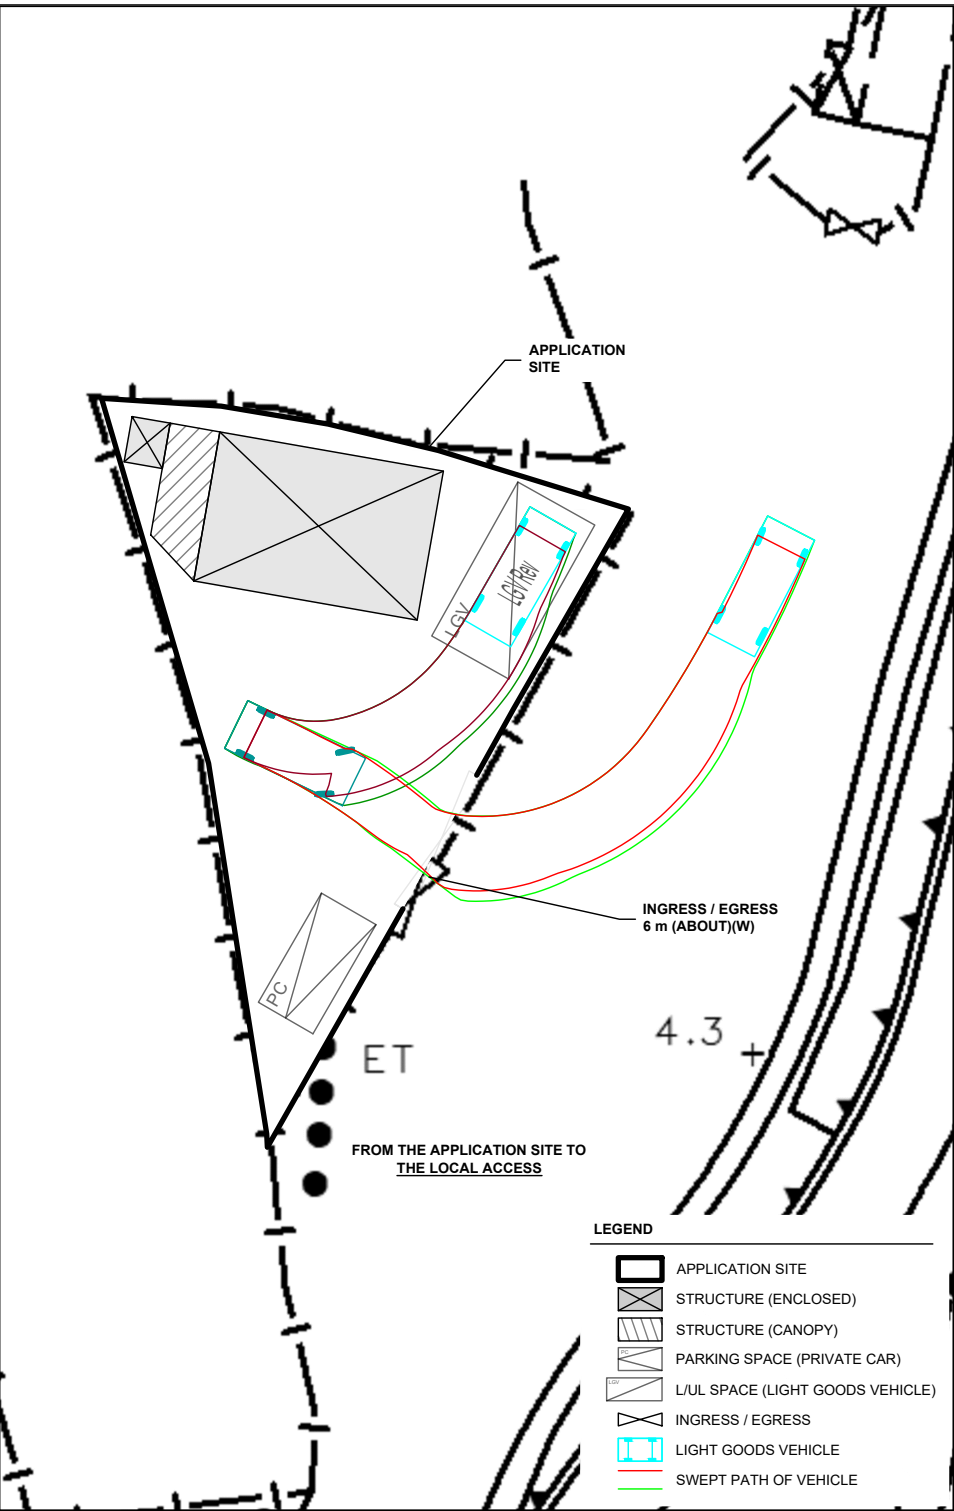 APPLICATION
SITE
LGV
LGV Rev
INGRESS / EGRESS
6 m (ABOUT)(W)
PC
4.3
ET
FROM THE APPLICATION SITE TO
THE LOCAL ACCESS
LEGEND
APPLICATION SITE
STRUCTURE (ENCLOSED)
STRUCTURE (CANOPY)
PC
PARKING SPACE (PRIVATE CAR)
LGV
L/UL SPACE (LIGHT GOODS VEHICLE)
INGRESS / EGRESS
LIGHT GOODS VEHICLE
SWEPT PATH OF VEHICLE